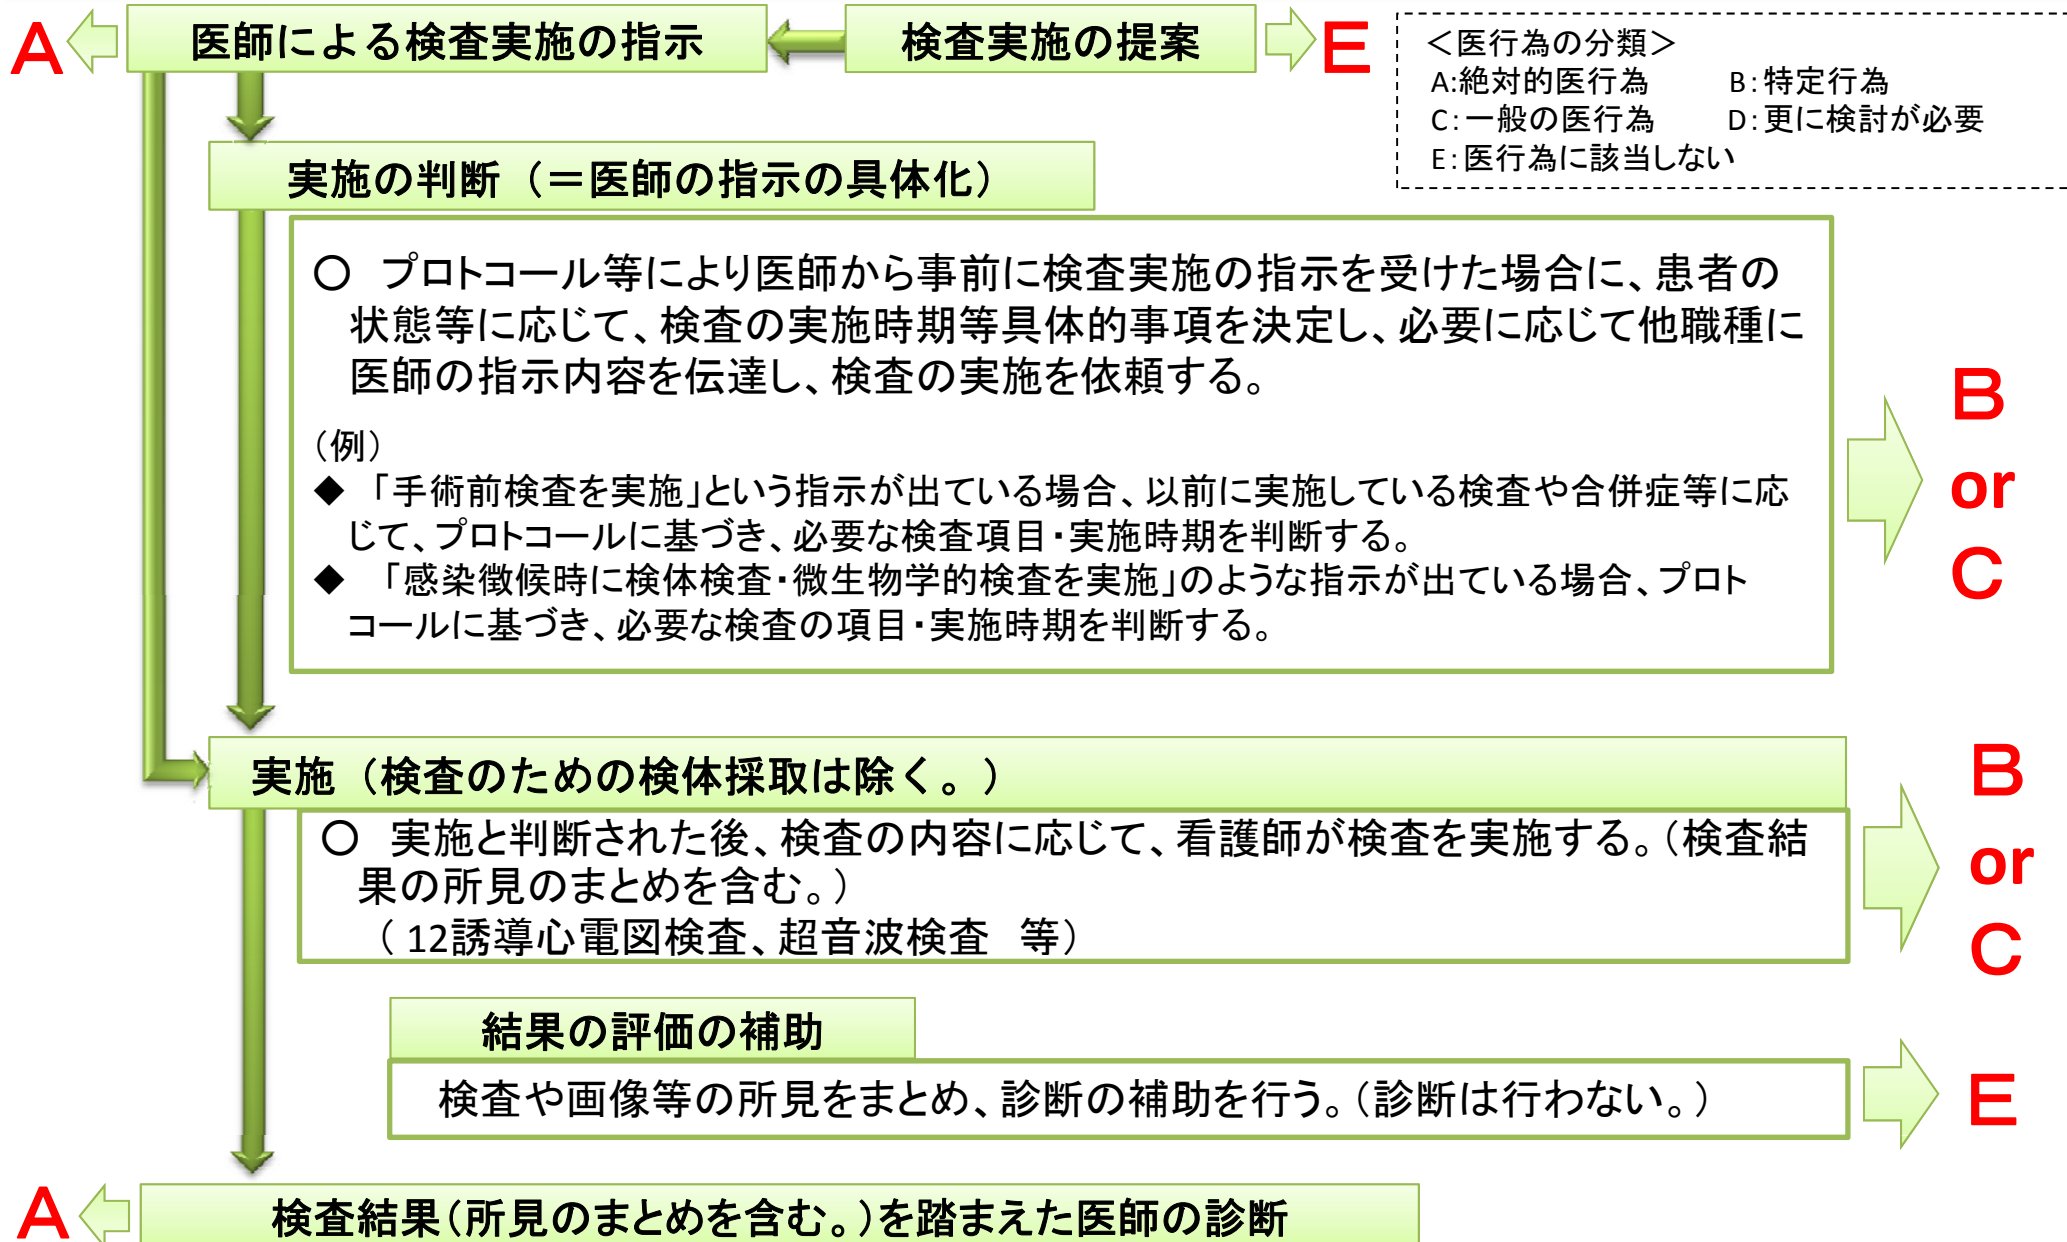 A
医師による検査実施の指示
検査実施の提案
E
＜医行為の分類＞
A:絶対的医行為　　B:特定行為
C:一般の医行為　　D:更に検討が必要
E:医行為に該当しない
実施の判断（＝医師の指示の具体化）
○　プロトコール等により医師から事前に検査実施の指示を受けた場合に、患者の
状態等に応じて、検査の実施時期等具体的事項を決定し、必要に応じて他職種に
医師の指示内容を伝達し、検査の実施を依頼する。
（例）
◆　「手術前検査を実施」という指示が出ている場合、以前に実施している検査や合併症等に応
じて、プロトコールに基づき、必要な検査項目・実施時期を判断する。
◆　「感染徴候時に検体検査・微生物学的検査を実施」のような指示が出ている場合、プロト
コールに基づき、必要な検査の項目・実施時期を判断する。
B
or
C
実施（検査のための検体採取は除く。）
○　実施と判断された後、検査の内容に応じて、看護師が検査を実施する。（検査結
果の所見のまとめを含む。）
（12誘導心電図検査、超音波検査　等）
B
or
C
結果の評価の補助
検査や画像等の所見をまとめ、診断の補助を行う。（診断は行わない。）
E
A
検査結果（所見のまとめを含む。）を踏まえた医師の診断